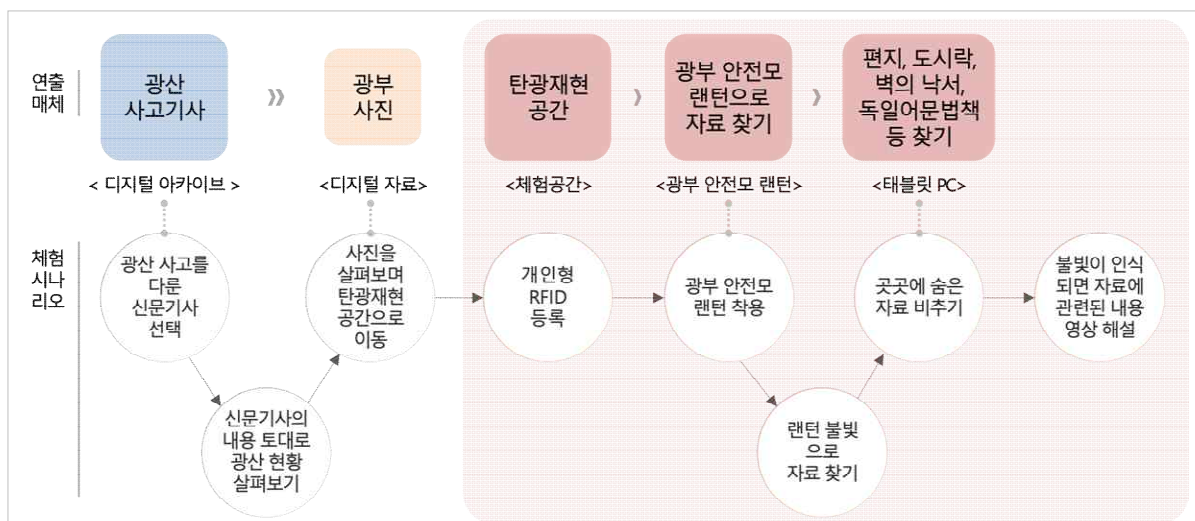 연출
매체
광산
사고기사
광부
사진
탄광재현
공간
광부 안전모
랜턴으로
자료 찾기
편지, 도시락,
벽의 낙서,
독일어문법책
등 찾기
< 디지털 아카이브 >
<디지털 자료>
<체험공간>
<광부 안전모 랜턴>
<태블릿 PC>
체험
시나
리오
광산 사고를
다룬
신문기사
선택
신문기사의
내용 토대로
광산 현황
살펴보기
사진을
살펴보며
탄광재현
공간으로
이동
개인형
RFID
등록
광부 안전모
랜턴 착용
랜턴 불빛
으로
자료 찾기
곳곳에 숨은
자료 비추기
불빛이 인식
되면 자료에
관련된 내용
영상 해설